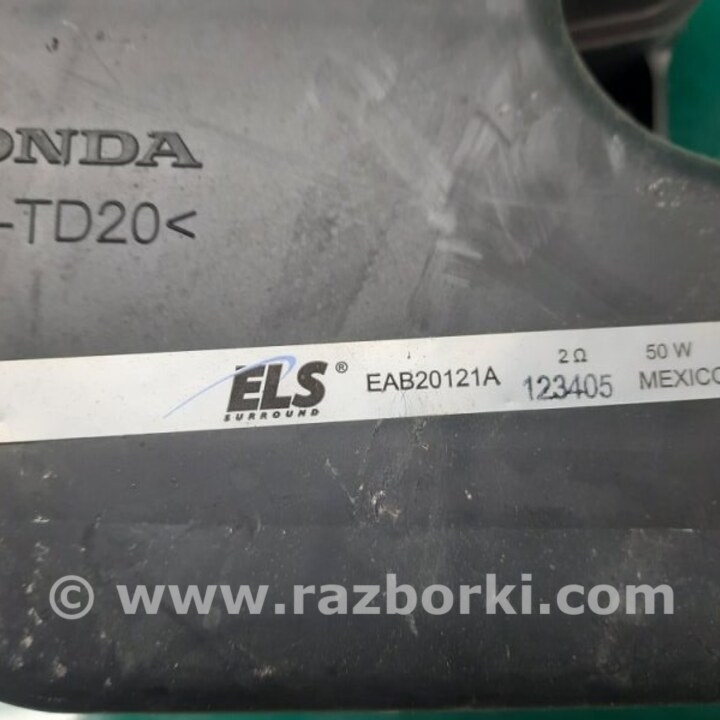 ONDA
-TD20<
ELS® EAB20121A 2Ω 50 W
SURROUND 123405 MEXICO
© www.razborki.com